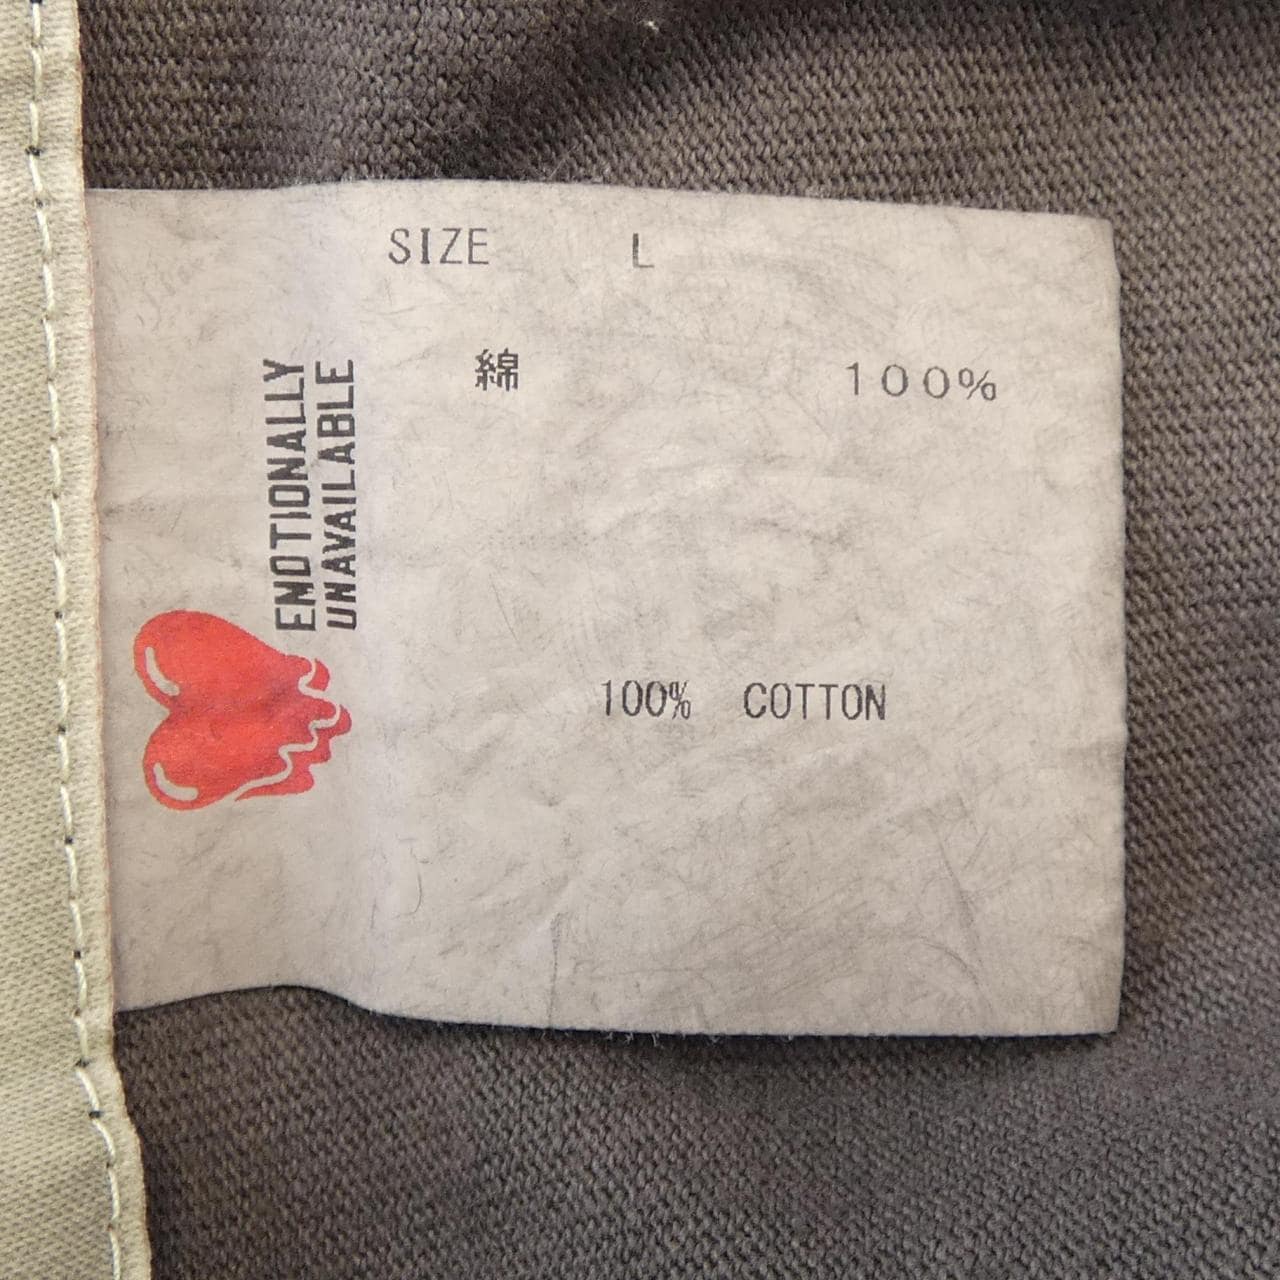 SIZE L
綿 100%
EMOTIONALLY
UNAVAILABLE
100% COTTON